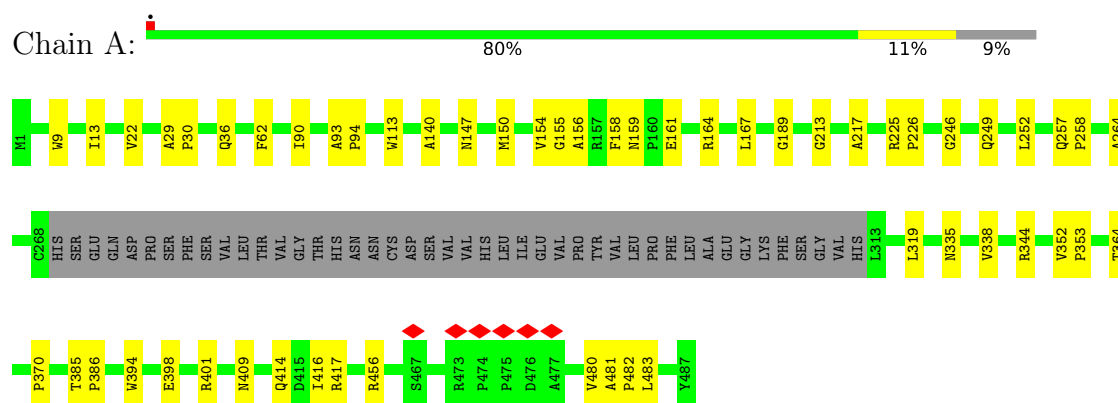 Chain A:
80% 11% 9%
M1 W9 I13 V22 A29 P30 Q36 F62 I90 A93 P94 W113 A140 N147 M150 V154 G155 A156 R157 F158 N159 P160 E161 R164 L167 G189 G213 A217 R225 P226 G246 Q249 L252 Q257 P258
C268 HIS SER GLU GLN ASP PRO SER PHE SER VAL LEU THR VAL GLY THR HIS ASN ASN CYS ASP SER VAL VAL HIS LEU ILE GLU VAL PRO TYR VAL LEU PRO PHE LEU ALA GLU GLY LYS PHE SER GLY VAL HIS L313 L319 N335 V338 R344 V352 P353
P370 T385 P386 W394 E398 R401 N409 Q414 D415 I416 R417 R456 S467 R473 P474 P475 D476 A477 V480 A481 P482 L483 Y487